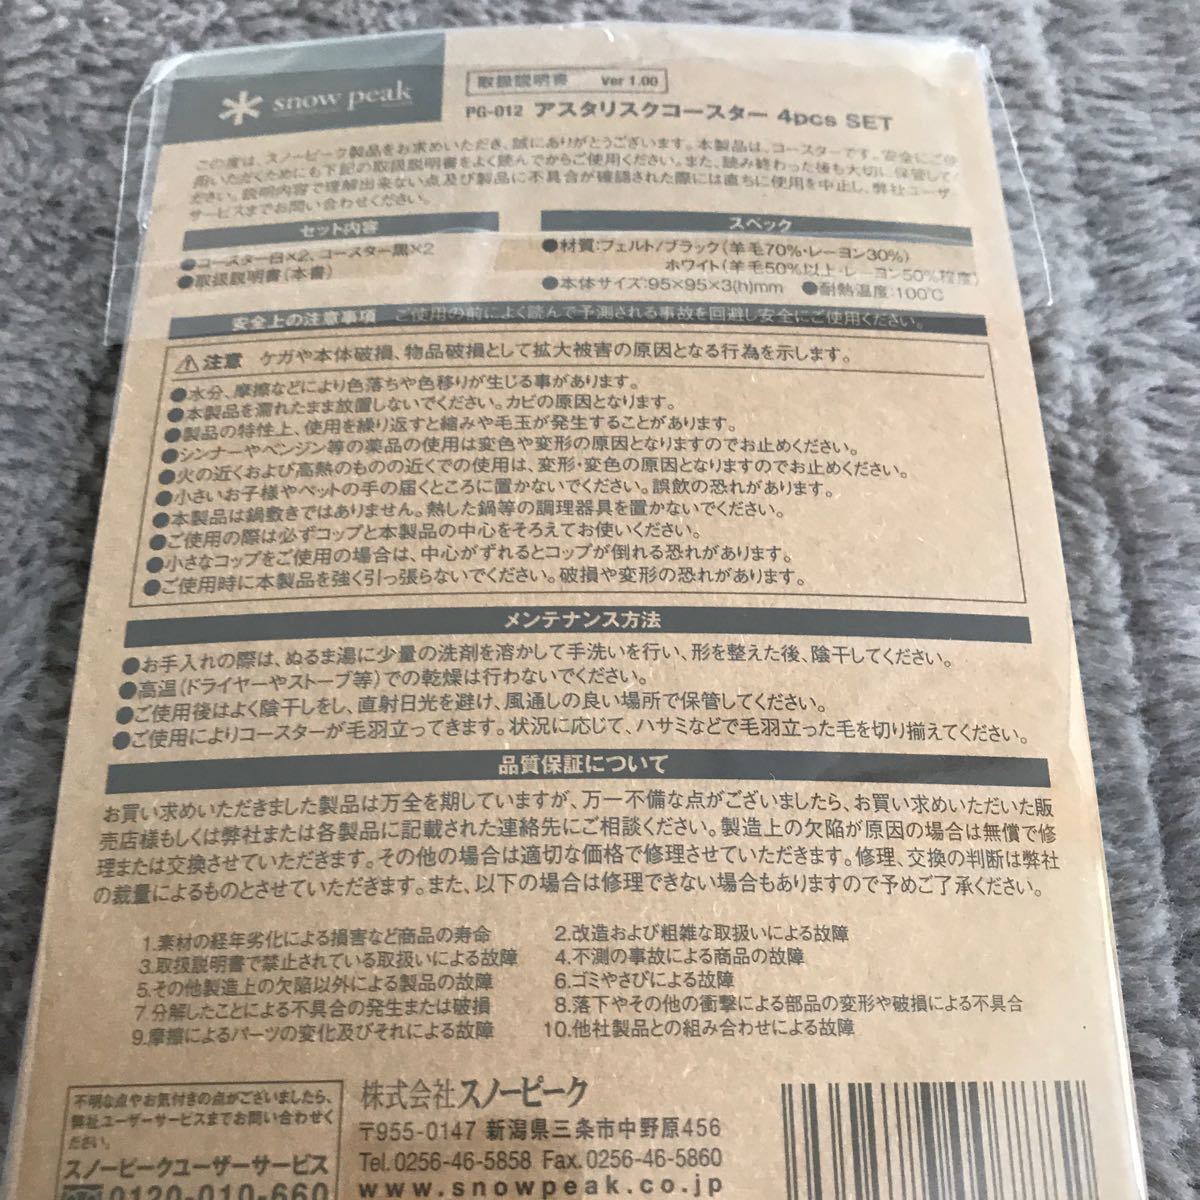 snow peak
取扱説明書 Ver 1.00
PG-012 アスタリスクコースター 4pcs SET
この度は、スノーピーク製品をお求めいただき、誠にありがとうございます。本製品は、コースターです。安全にご使
用いただくためにも下記の取扱説明書をよく読んでからご使用ください。また、読み終わった後も大切に保管してく
ださい。説明内容で理解出来ない点及び製品に不具合が確認された際には直ちに使用を中止し、弊社ユーザ
サービスまでお問い合わせください。
セット内容
●コースター白×2、コースター黒×2
●取扱説明書(本書)
スペック
●材質:フェルト/ブラック(羊毛70%・レーヨン30%)
ホワイト(羊毛50%以上・レーヨン50%程度)
●本体サイズ:95×95×3(h)mm ●耐熱温度:100℃
安全上の注意事項 ご使用の前によく読んで予測される事故を回避し安全にご使用ください。
⚠注意 ケガや本体破損、物品破損として拡大被害の原因となる行為を示します。
●水分、摩擦などにより色落ちや色移りが生じる事があります。
●本製品を濡れたまま放置しないでください。カビの原因となります。
●製品の特性上、使用を繰り返すと縮みや毛玉が発生することがあります。
●シンナーやベンジン等の薬品の使用は変色や変形の原因となりますのでお止めください。
●火の近くおよび高熱のものの近くでの使用は、変形・変色の原因となりますのでお止めください。
●小さいお子様やペットの手の届くところに置かないでください。誤飲の恐れがあります。
●本製品は鍋敷きではありません。熱した鍋等の調理器具を置かないでください。
●ご使用の際は必ずコップと本製品の中心をそろえてお使いください。
●小さなコップをご使用の場合は、中心がずれるとコップが倒れる恐れがあります。
●ご使用時に本製品を強く引っ張らないでください。破損や変形の恐れがあります。
メンテナンス方法
●お手入れの際は、ぬるま湯に少量の洗剤を溶かして手洗いを行い、形を整えた後、陰干してください。
●高温(ドライヤーやストーブ等)での乾燥は行わないでください。
●ご使用後はよく陰干しをし、直射日光を避け、風通しの良い場所で保管してください。
●ご使用によりコースターが毛羽立ってきます。状況に応じて、ハサミなどで毛羽立った毛を切り揃えてください。
品質保証について
お買い求めいただきました製品は万全を期していますが、万一不備な点がございましたら、お買い求めいただいた販
売店様もしくは弊社または各製品に記載された連絡先にご相談ください。製造上の欠陥が原因の場合は無償で修
理または交換させていただきます。その他の場合は適切な価格で修理させていただきます。修理、交換の判断は弊社
の裁量によるものとさせていただきます。また、以下の場合は修理できない場合もありますので予めご了承ください。
1.素材の経年劣化による損害など商品の寿命
2.改造および粗雑な取扱いによる故障
3.取扱説明書で禁止されている取扱いによる故障
4.不測の事故による商品の故障
5.その他製造上の欠陥以外による製品の故障
6.ゴミやさびによる故障
7.分解したことによる不具合の発生または破損
8.落下やその他の衝撃による部品の変形や破損による不具合
9.摩擦によるパーツの変化及びそれによる故障
10.他社製品との組み合わせによる故障
不明な点やお気付きの点がございましたら、
弊社ユーザーサービスまでお問い合わせく
ださい。
スノーピークユーザーサービス
0120-010-660
株式会社スノーピーク
〒955-0147 新潟県三条市中野原456
Tel.0256-46-5858 Fax.0256-46-5860
www.snowpeak.co.jp